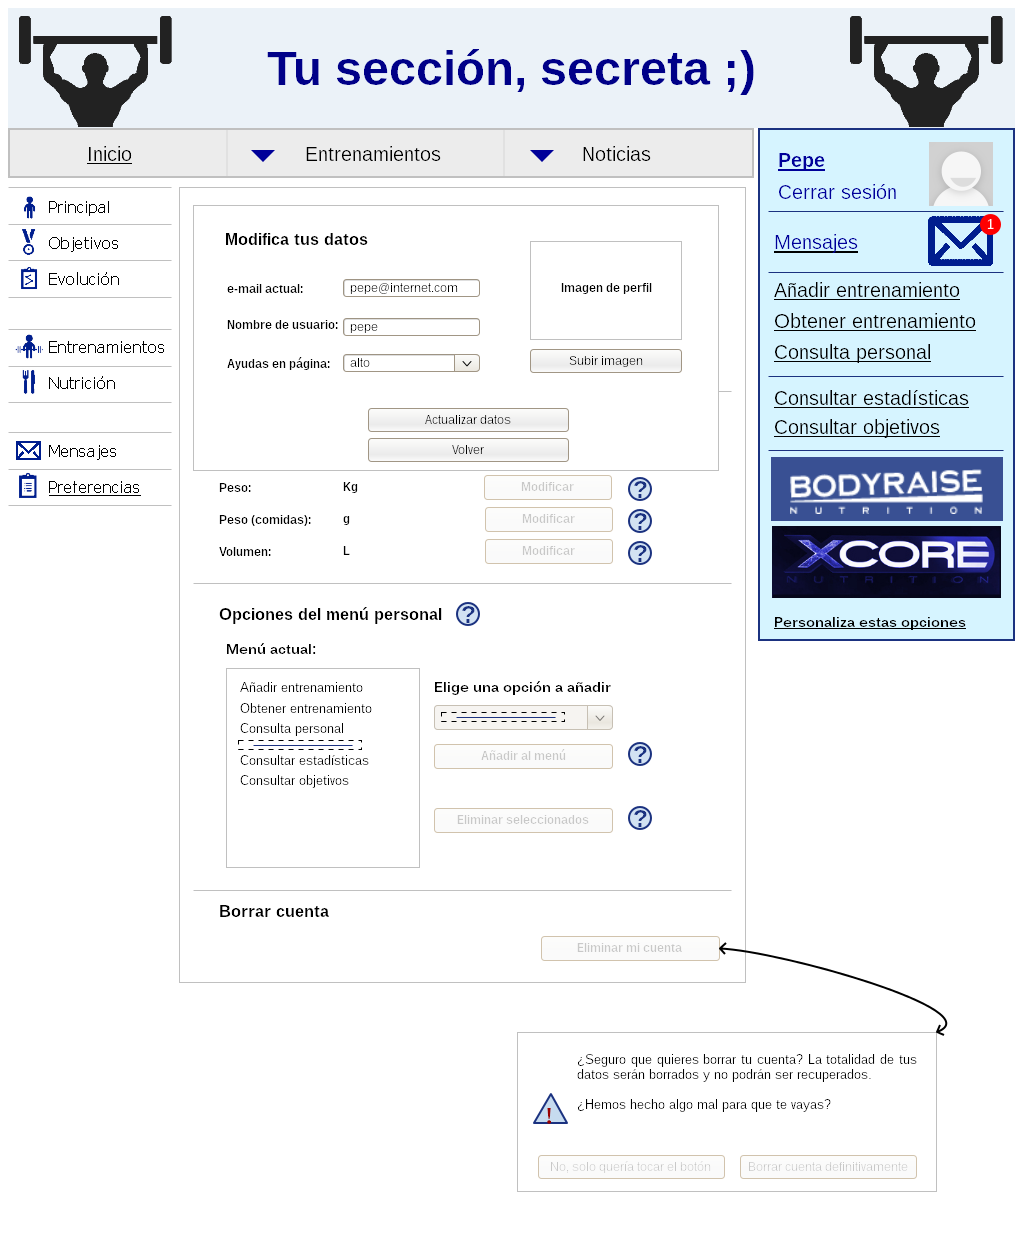 Tu sección, secreta ;)
Inicio
Entrenamientos
Noticias
Pepe
Cerrar sesión
Mensajes
1
Añadir entrenamiento
Obtener entrenamiento
Consulta personal
Consultar estadísticas
Consultar objetivos
BODYRAISE
NUTRITION
XCORE
NUTRITION
Personaliza estas opciones
Principal
Objetivos
Evolución
Entrenamientos
Nutrición
Mensajes
Preferencias
Modifica tus datos
e-mail actual: pepe@internet.com
Nombre de usuario: pepe
Ayudas en página: alto
Imagen de perfil
Subir imagen
Actualizar datos
Volver
Peso: Kg Modificar ?
Peso (comidas): g Modificar ?
Volumen: L Modificar ?
Opciones del menú personal ?
Menú actual:
Añadir entrenamiento
Obtener entrenamiento
Consulta personal
Consultar estadísticas
Consultar objetivos
Elige una opción a añadir
Añadir al menú ?
Eliminar seleccionados ?
Borrar cuenta
Eliminar mi cuenta
¿Seguro que quieres borrar tu cuenta? La totalidad de tus
datos serán borrados y no podrán ser recuperados.
¿Hemos hecho algo mal para que te vayas?
!
No, solo quería tocar el botón
Borrar cuenta definitivamente